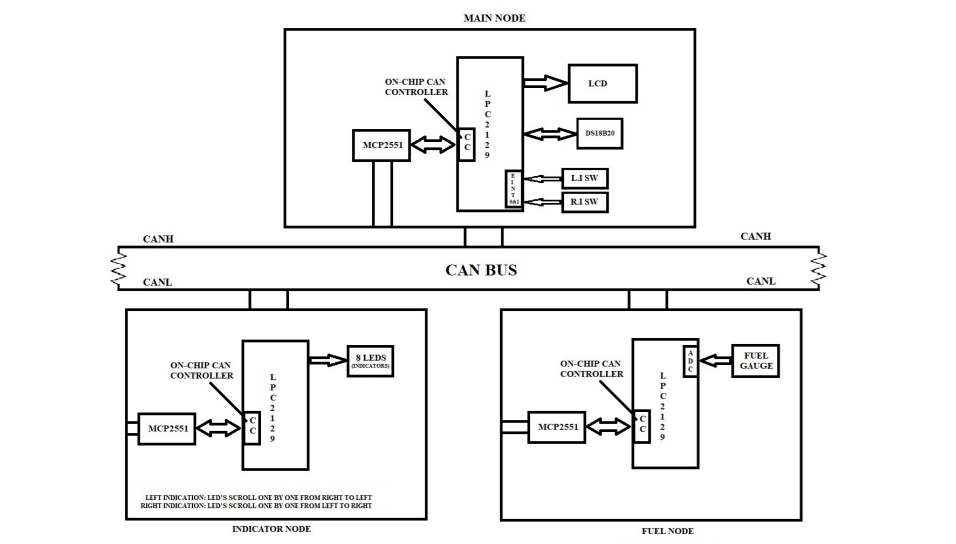 MAIN NODE
ON-CHIP CAN
CONTROLLER
L
P
C
2
1
2
9
LCD
MCP2551
C
C
DS18B20
E
I
N
T
0&1
L.I SW
R.I SW
CANH
CANH
CAN BUS
CANL
CANL
ON-CHIP CAN
CONTROLLER
L
P
C
2
1
2
9
8 LEDS
(INDICATORS)
MCP2551
C
C
LEFT INDICATION: LED'S SCROLL ONE BY ONE FROM RIGHT TO LEFT
RIGHT INDICATION: LED'S SCROLL ONE BY ONE FROM LEFT TO RIGHT
INDICATOR NODE
ON-CHIP CAN
CONTROLLER
L
P
C
2
1
2
9
A
D
C
FUEL
GAUGE
MCP2551
C
C
FUEL NODE